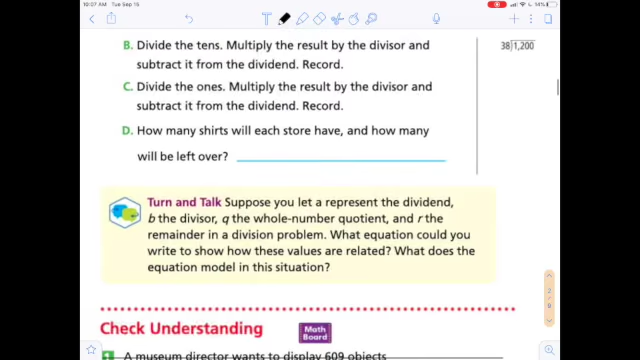 10:07 AM Tue Sep 15
14%
B. Divide the tens. Multiply the result by the divisor and
subtract it from the dividend. Record.
38 1,200
C. Divide the ones. Multiply the result by the divisor and
subtract it from the dividend. Record.
D. How many shirts will each store have, and how many
will be left over?
Turn and Talk Suppose you let a represent the dividend,
b the divisor, q the whole-number quotient, and r the
remainder in a division problem. What equation could you
write to show how these values are related? What does the
equation model in this situation?
Check Understanding
Math
Board
1 A museum director wants to display 609 objects
2
8